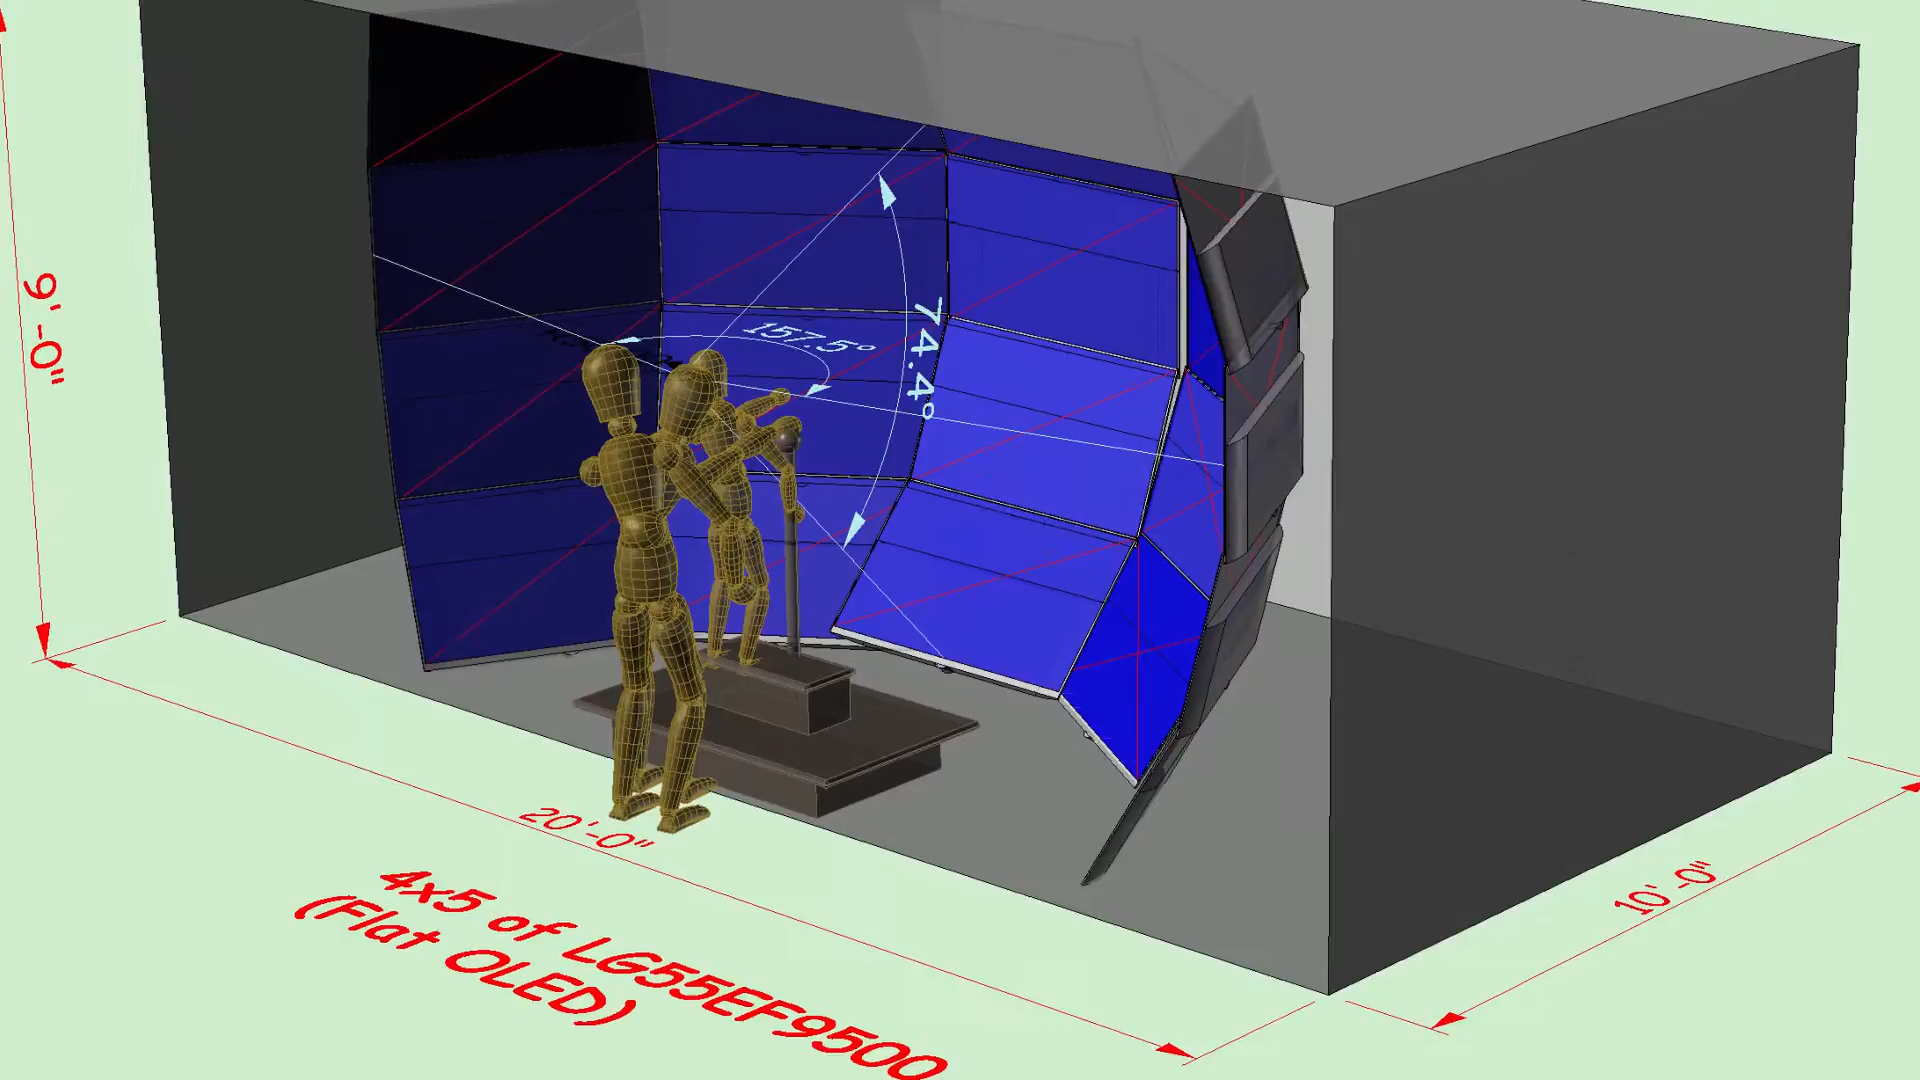 9'-0"
157.5°
74.4°
20'-0"
10'-0"
4x5 of LG55EF9500
(Flat OLED)